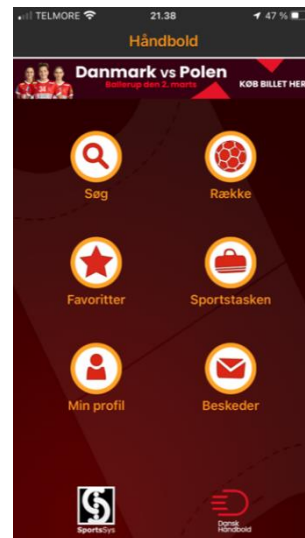 TELMORE 21.38 47 %
Håndbold
Danmark vs Polen
Ballerup den 2. marts
KØB BILLET HER
Søg Række
Favoritter Sportstasken
Min profil Beskeder
SportsSys Dansk
Håndbold